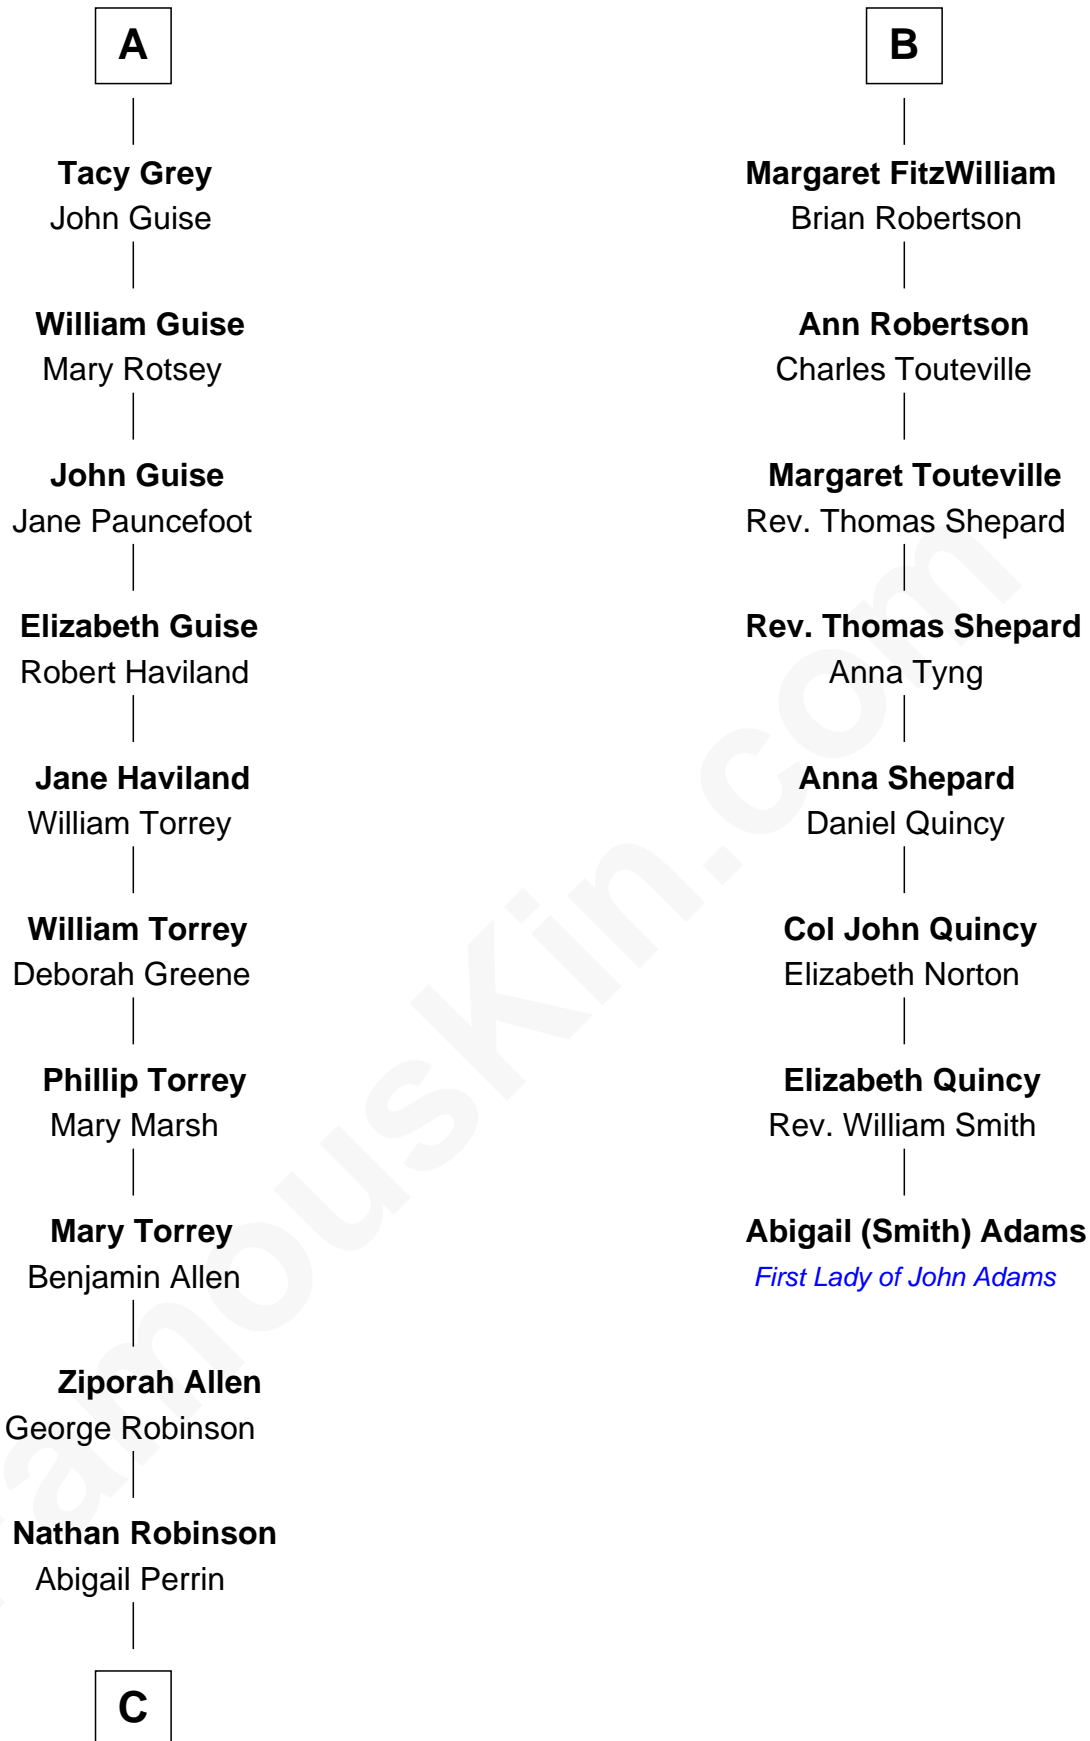 A
Tacy Grey
John Guise
William Guise
Mary Rotsey
John Guise
Jane Pauncefoot
Elizabeth Guise
Robert Haviland
Jane Haviland
William Torrey
William Torrey
Deborah Greene
Phillip Torrey
Mary Marsh
Mary Torrey
Benjamin Allen
Ziporah Allen
George Robinson
Nathan Robinson
Abigail Perrin
C
B
Margaret FitzWilliam
Brian Robertson
Ann Robertson
Charles Touteville
Margaret Touteville
Rev. Thomas Shepard
Rev. Thomas Shepard
Anna Tyng
Anna Shepard
Daniel Quincy
Col John Quincy
Elizabeth Norton
Elizabeth Quincy
Rev. William Smith
Abigail (Smith) Adams
First Lady of John Adams
FamousKin.com